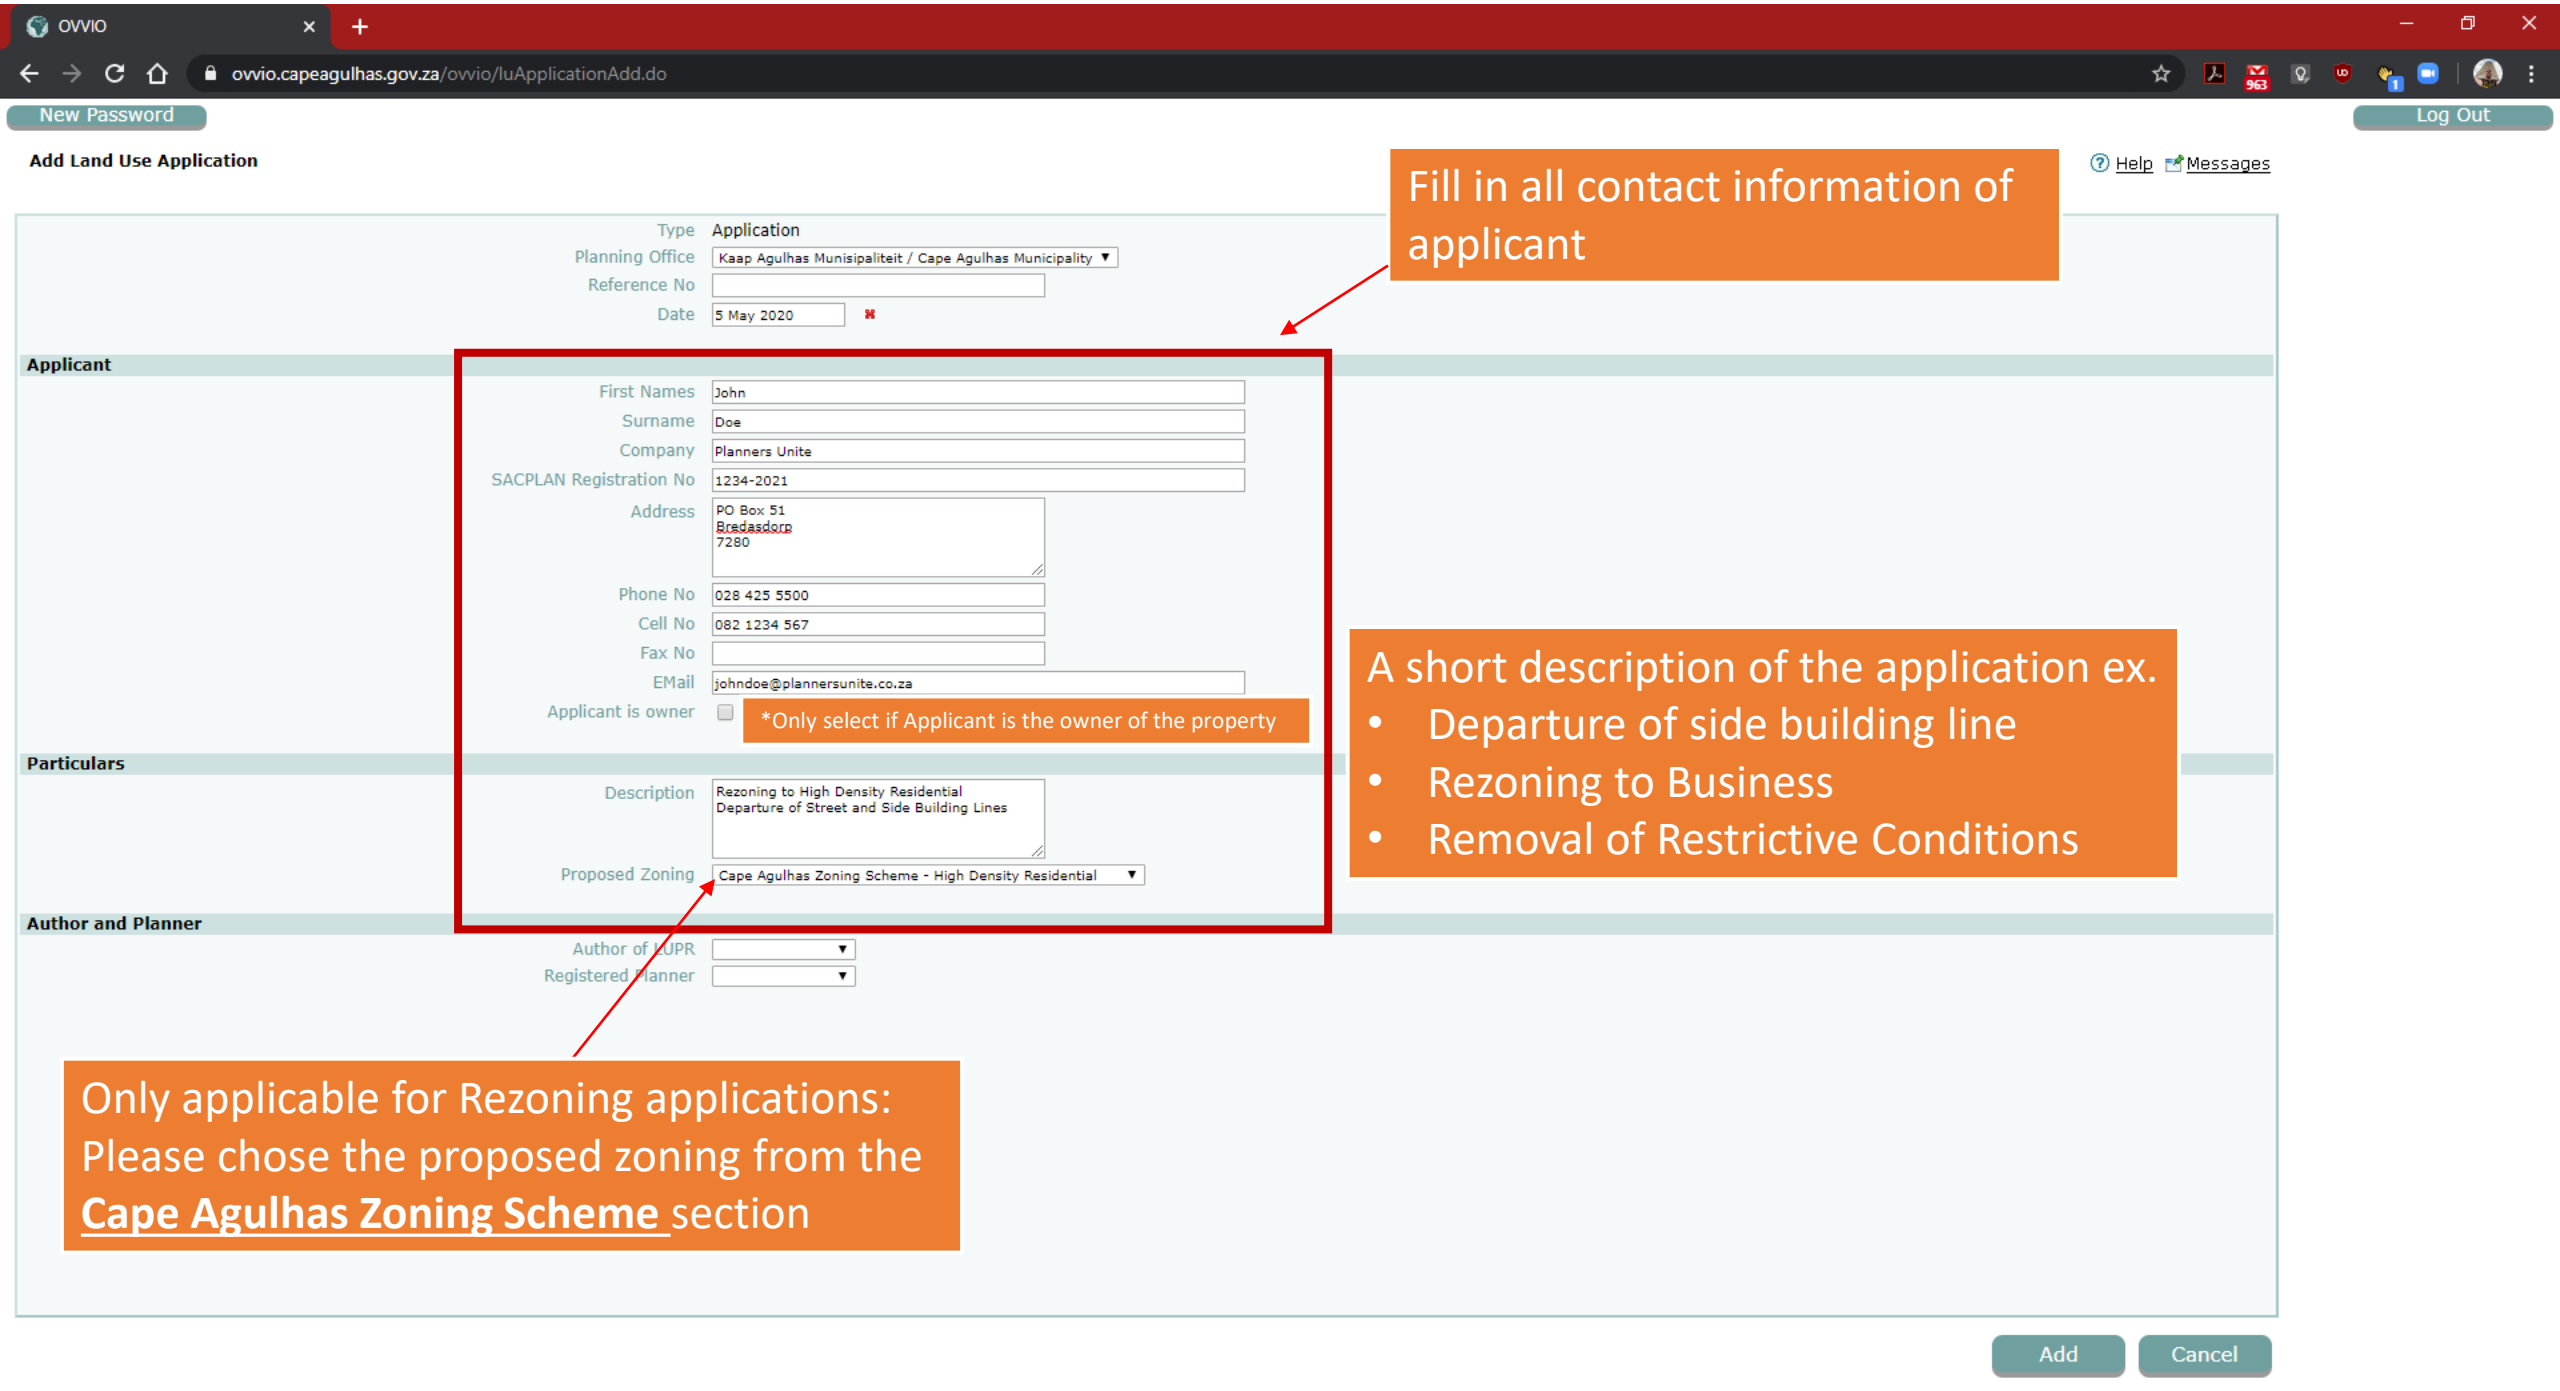 OVVIO
ovvio.capeagulhas.gov.za/ovvio/luApplicationAdd.do
963
1
New Password
Log Out
Add Land Use Application
Help Messages
Fill in all contact information of
applicant
Type Application
Planning Office Kaap Agulhas Munisipaliteit / Cape Agulhas Municipality
Reference No
Date 5 May 2020
Applicant
First Names John
Surname Doe
Company Planners Unite
SACPLAN Registration No 1234-2021
Address PO Box 51
Bredasdorp
7280
Phone No 028 425 5500
Cell No 082 1234 567
Fax No
EMail johndoe@plannersunite.co.za
Applicant is owner *Only select if Applicant is the owner of the property
A short description of the application ex.
• Departure of side building line
• Rezoning to Business
• Removal of Restrictive Conditions
Particulars
Description Rezoning to High Density Residential
Departure of Street and Side Building Lines
Proposed Zoning Cape Agulhas Zoning Scheme - High Density Residential
Author and Planner
Author of LUPR
Registered Planner
Only applicable for Rezoning applications:
Please chose the proposed zoning from the
Cape Agulhas Zoning Scheme section
Add Cancel